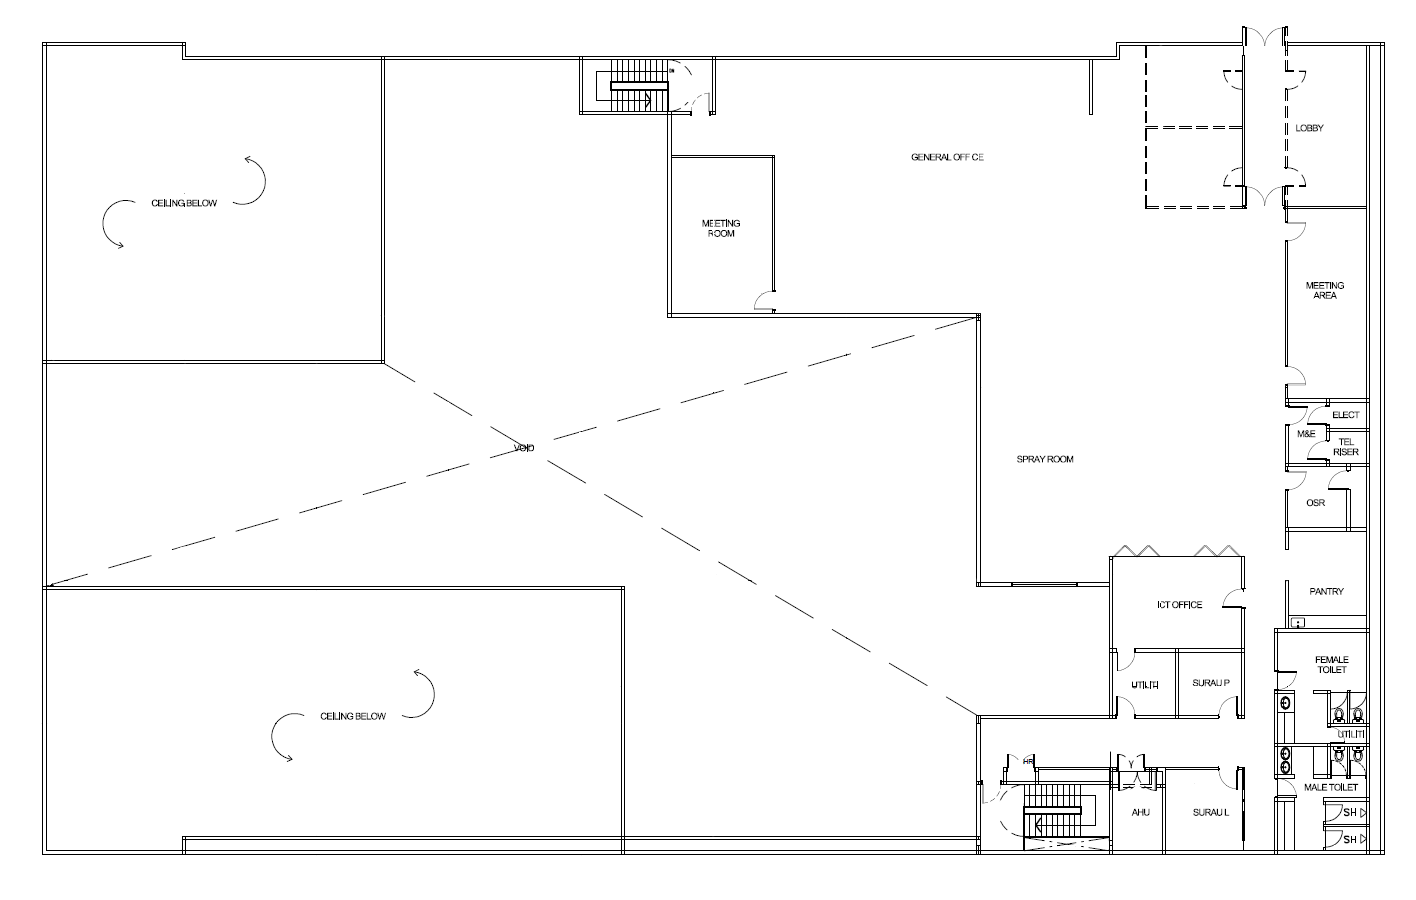 DN
LOBBY
GENERAL OFFICE
CEILING BELOW
MEETING
ROOM
MEETING
AREA
ELECT
M&E
TEL
RISER
VOID
SPRAY ROOM
OSR
PANTRY
ICT OFFICE
FEMALE
TOILET
UTILITI
SURAU P
CEILING BELOW
UTILITI
HR
MALE TOILET
AHU
SURAU L
SH
SH